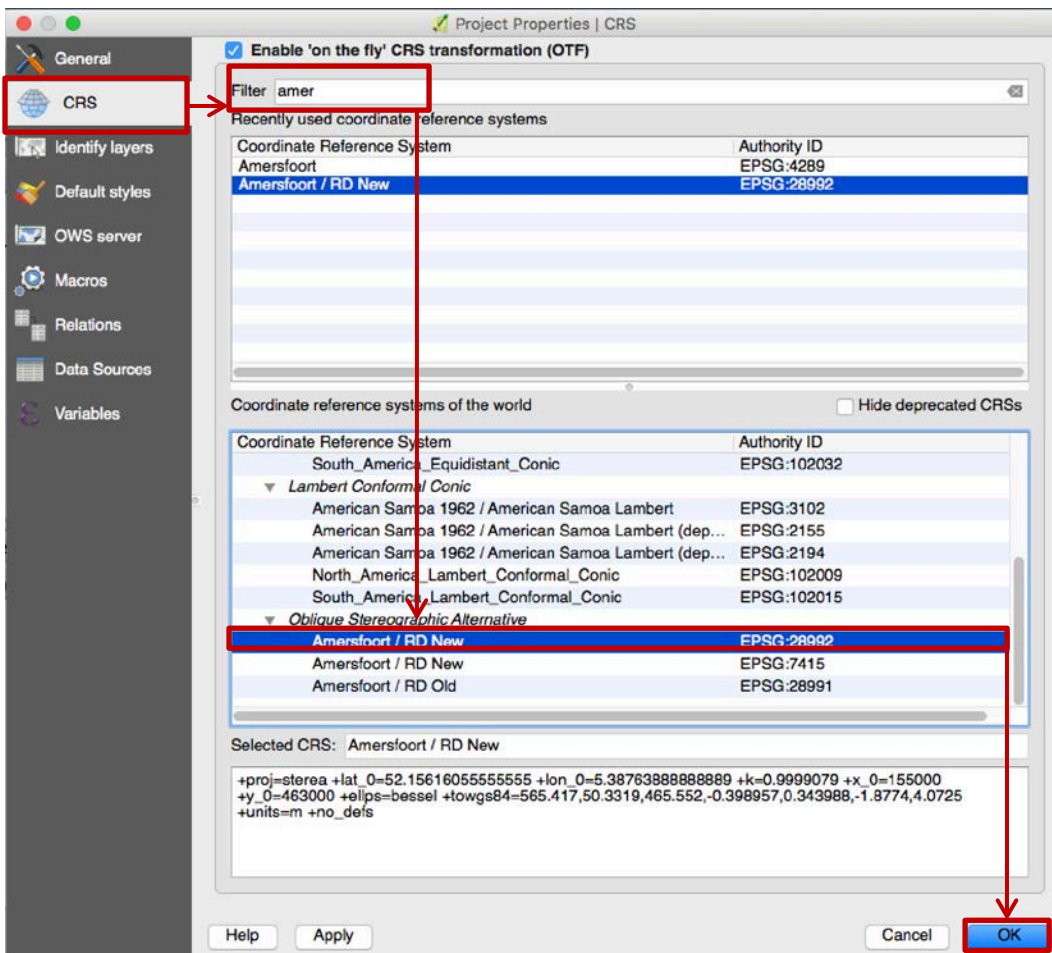 Project Properties | CRS
General
CRS
Identify layers
Default styles
OWS server
Macros
Relations
Data Sources
Variables
Enable 'on the fly' CRS transformation (OTF)
Filter amer
Recently used coordinate reference systems
Coordinate Reference System Authority ID
Amersfoort EPSG:4289
Amersfoort / RD New EPSG:28992
Coordinate reference systems of the world Hide deprecated CRSs
Coordinate Reference System Authority ID
South_America_Equidistant_Conic EPSG:102032
Lambert Conformal Conic
American Samoa 1962 / American Samoa Lambert EPSG:3102
American Samoa 1962 / American Samoa Lambert (dep... EPSG:2155
American Samoa 1962 / American Samoa Lambert (dep... EPSG:2194
North_America_Lambert_Conformal_Conic EPSG:102009
South_America_Lambert_Conformal_Conic EPSG:102015
Oblique Stereographic Alternative
Amersfoort / RD New EPSG:28992
Amersfoort / RD New EPSG:7415
Amersfoort / RD Old EPSG:28991
Selected CRS: Amersfoort / RD New
+proj=sterea +lat_0=52.15616055555555 +lon_0=5.38763888888889 +k=0.9999079 +x_0=155000
+y_0=463000 +ellps=bessel +towgs84=565.417,50.3319,465.552,-0.398957,0.343988,-1.8774,4.0725
+units=m +no_defs
Help Apply Cancel OK